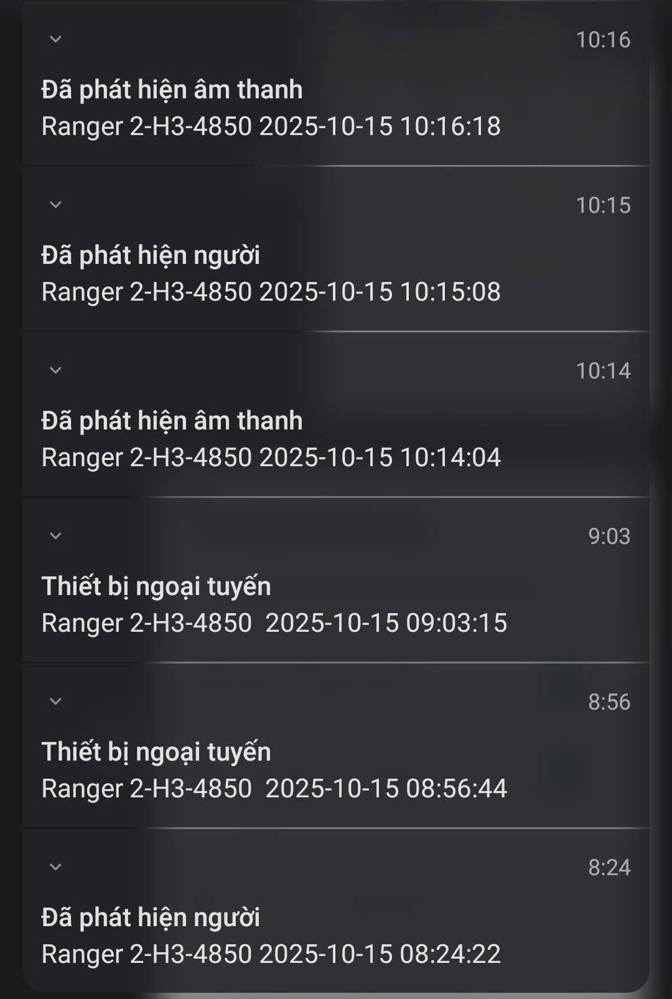 10:16
Đã phát hiện âm thanh
Ranger 2-H3-4850 2025-10-15 10:16:18
10:15
Đã phát hiện người
Ranger 2-H3-4850 2025-10-15 10:15:08
10:14
Đã phát hiện âm thanh
Ranger 2-H3-4850 2025-10-15 10:14:04
9:03
Thiết bị ngoại tuyến
Ranger 2-H3-4850  2025-10-15 09:03:15
8:56
Thiết bị ngoại tuyến
Ranger 2-H3-4850  2025-10-15 08:56:44
8:24
Đã phát hiện người
Ranger 2-H3-4850 2025-10-15 08:24:22